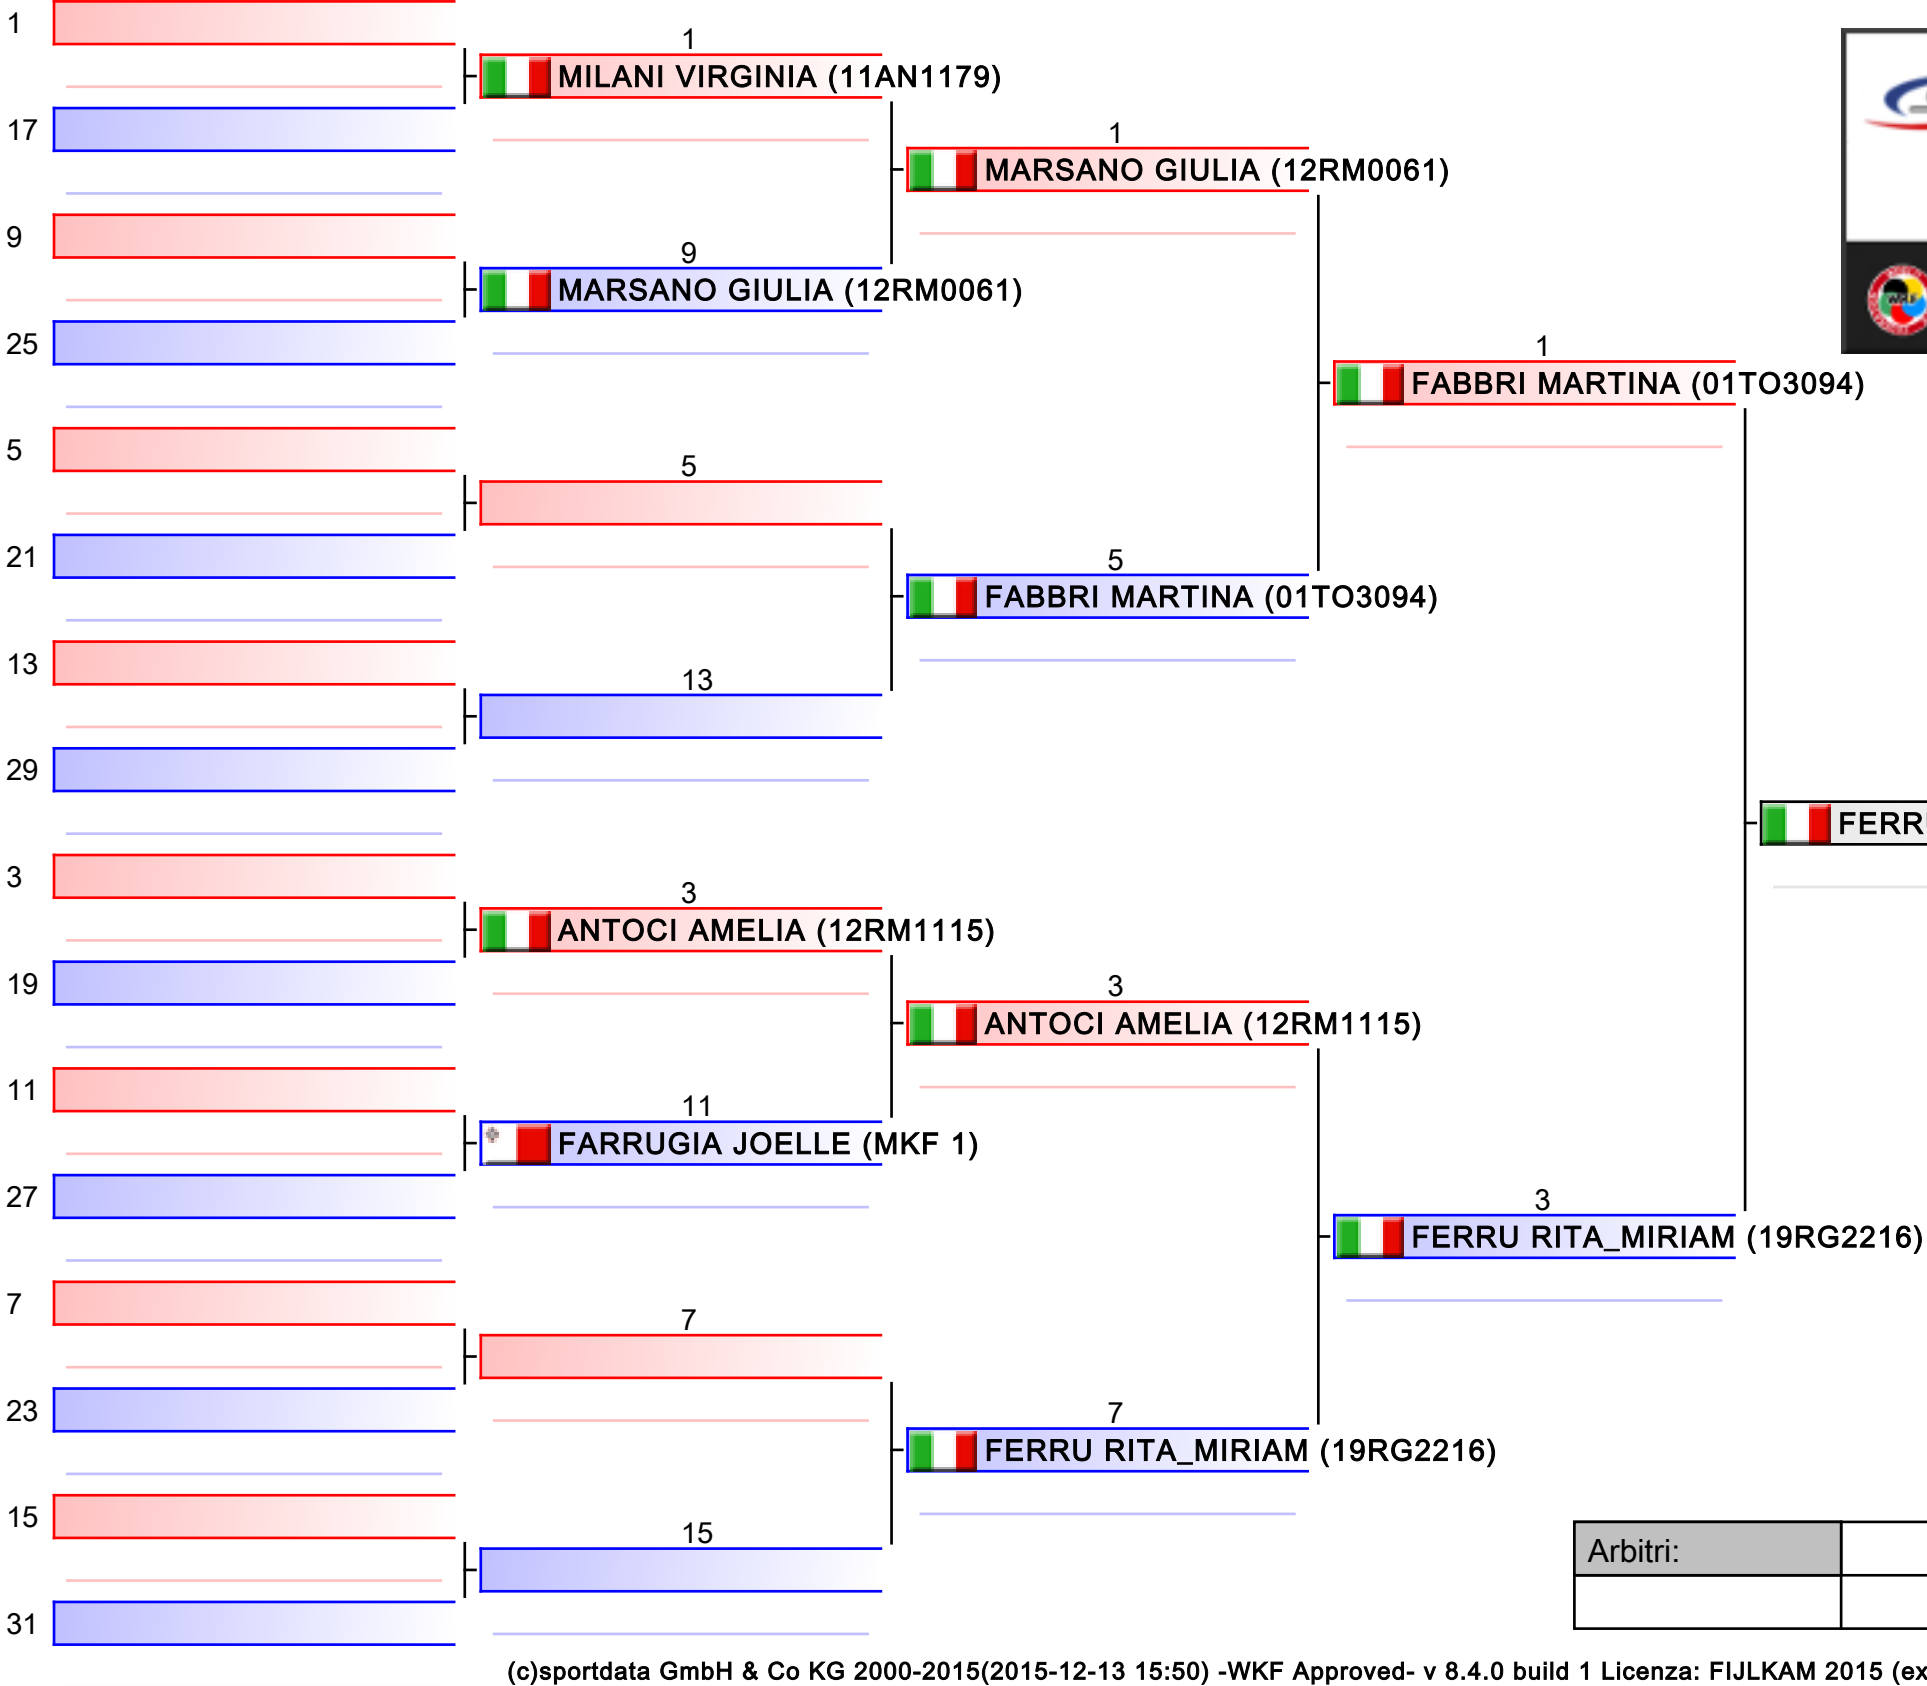 1
1
MILANI VIRGINIA (11AN1179)
17
1
MARSANO GIULIA (12RM0061)
9
9
MARSANO GIULIA (12RM0061)
25
1
FABBRI MARTINA (01TO3094)
5
5
21
5
FABBRI MARTINA (01TO3094)
13
13
29
FERR
3
3
ANTOCI AMELIA (12RM1115)
19
3
ANTOCI AMELIA (12RM1115)
11
11
FARRUGIA JOELLE (MKF 1)
27
3
FERRU RITA_MIRIAM (19RG2216)
7
7
23
7
FERRU RITA_MIRIAM (19RG2216)
15
15
Arbitri:
31
(c)sportdata GmbH & Co KG 2000-2015(2015-12-13 15:50) -WKF Approved- v 8.4.0 build 1 Licenza: FIJLKAM 2015 (ex